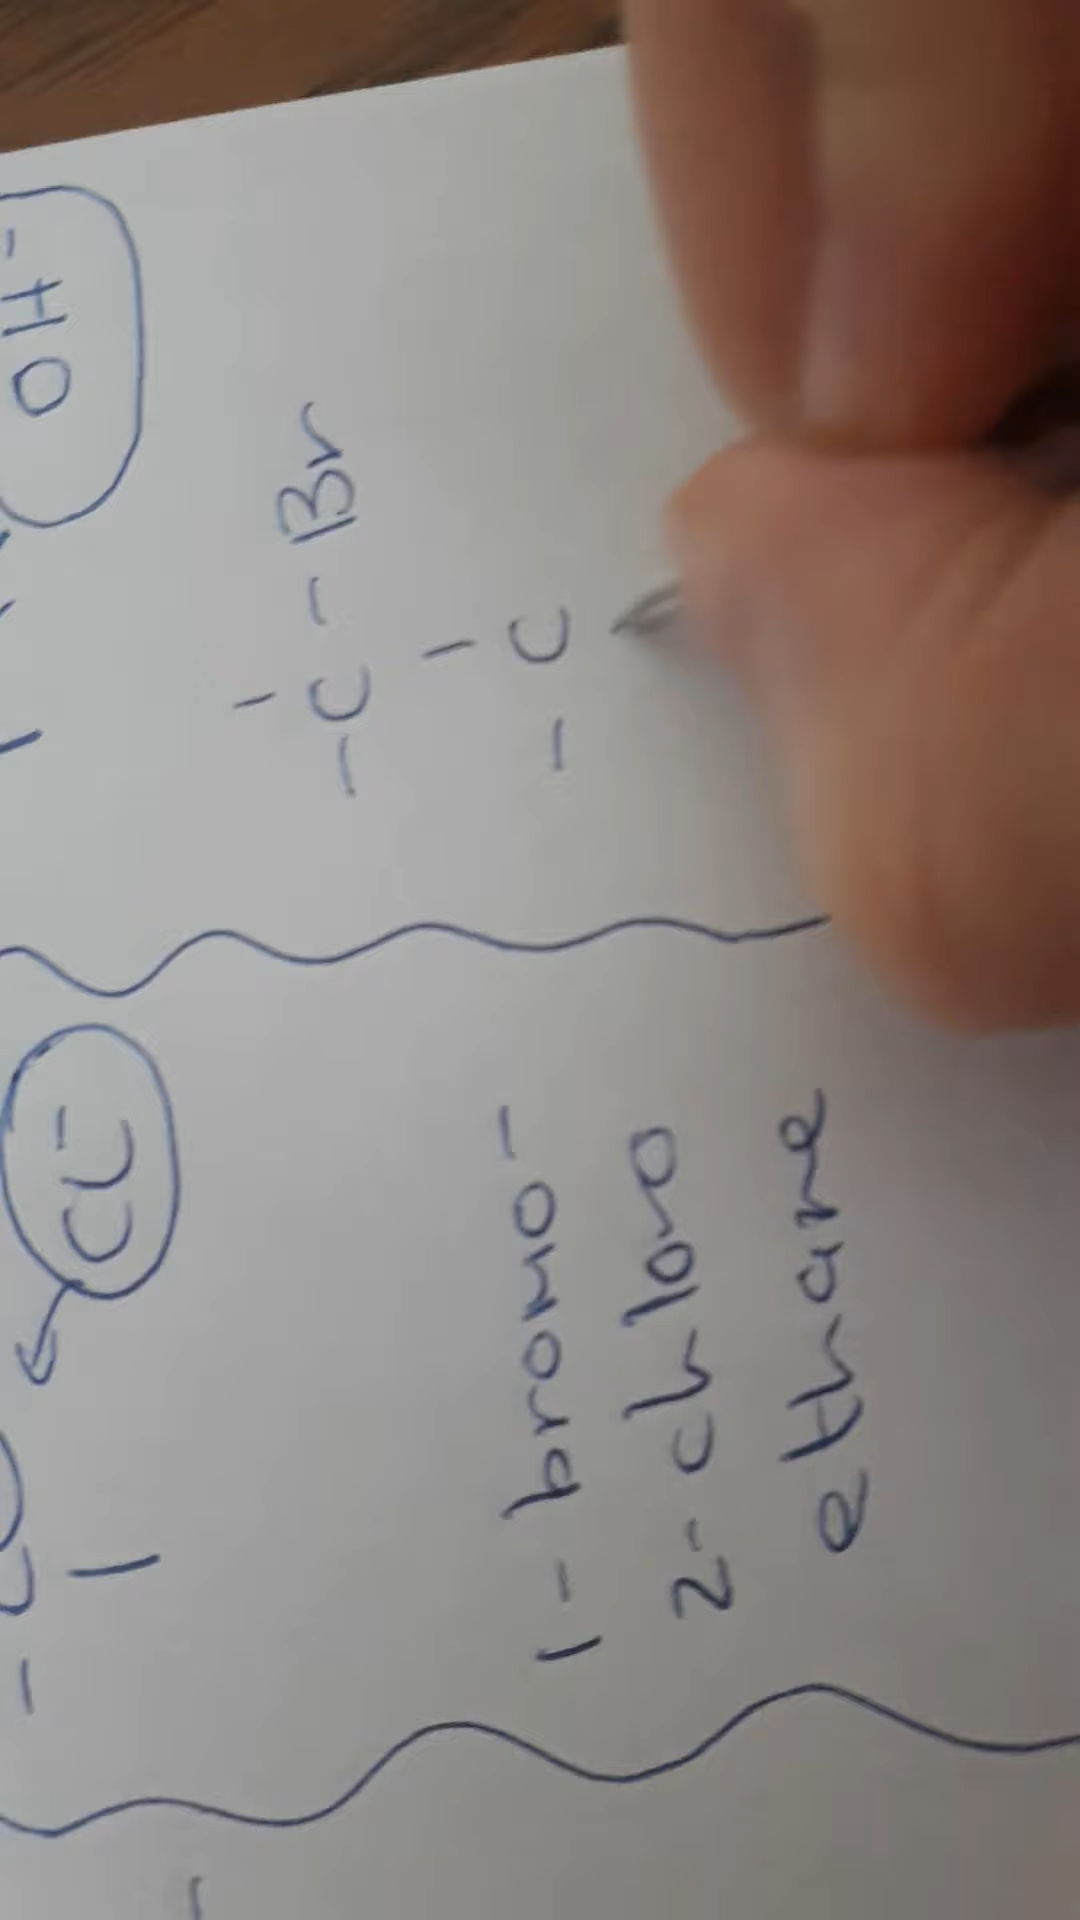 CL⁻
1 - bromo -
2 - chloro
ethane
OH⁻
- C - Br
- C